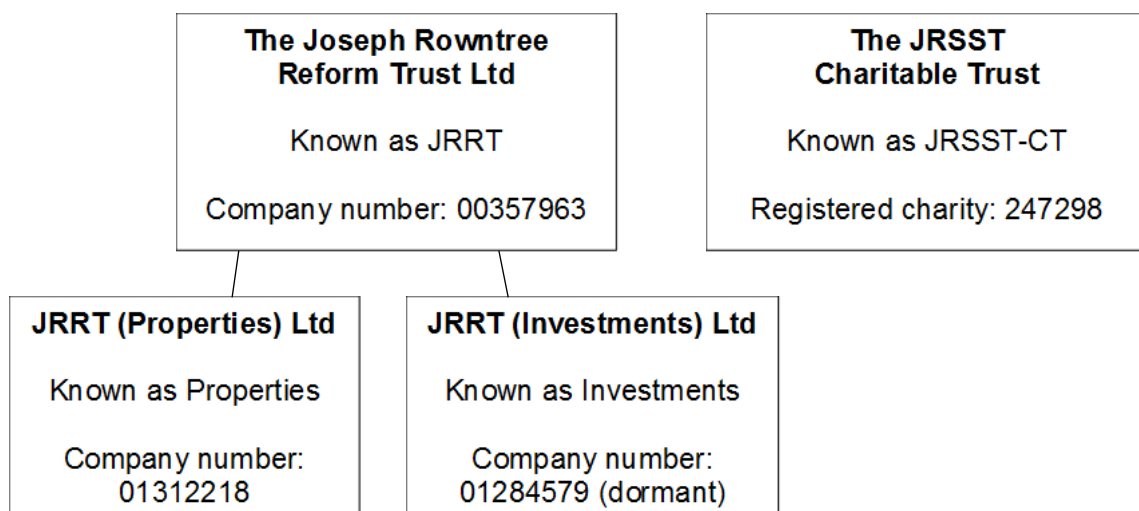 The Joseph Rowntree
Reform Trust Ltd
Known as JRRT
Company number: 00357963
The JRSST
Charitable Trust
Known as JRSST-CT
Registered charity: 247298
JRRT (Properties) Ltd
Known as Properties
Company number:
01312218
JRRT (Investments) Ltd
Known as Investments
Company number:
01284579 (dormant)